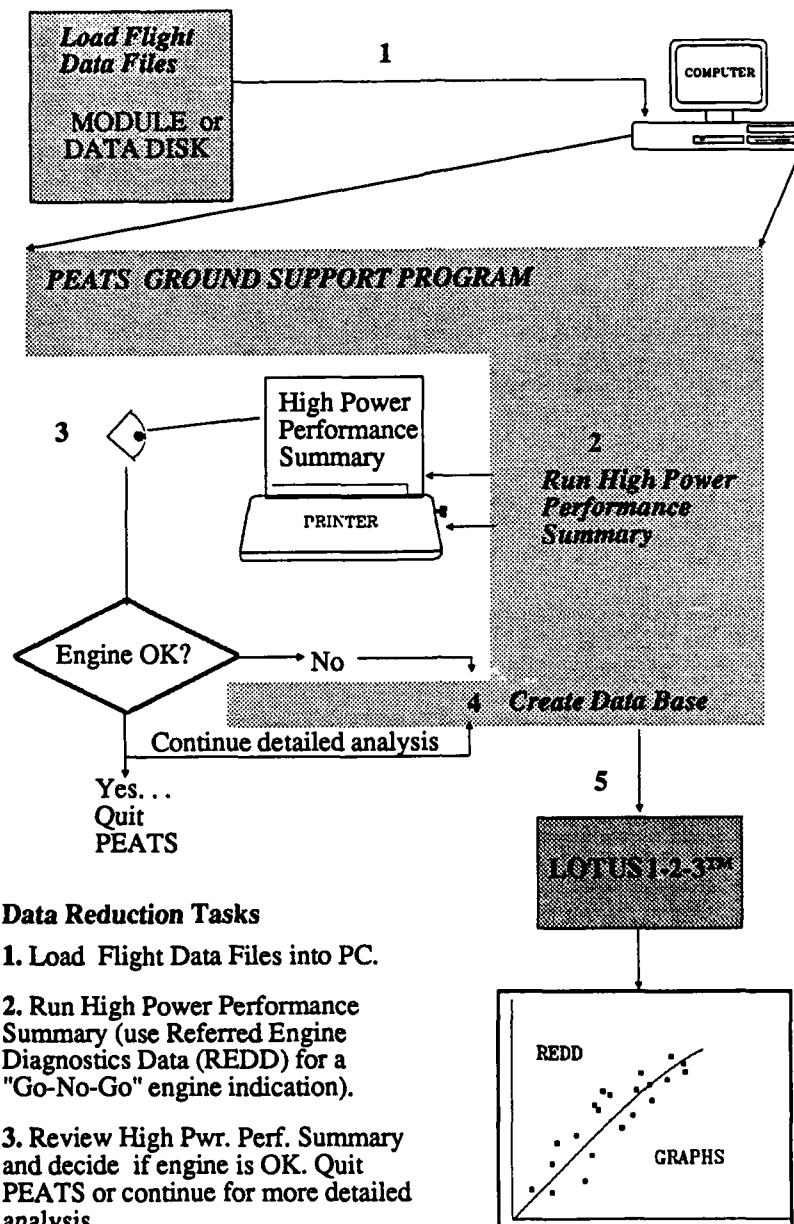 Load Flight
Data Files
MODULE or
DATA DISK
1
COMPUTER
PEATS GROUND SUPPORT PROGRAM
3
High Power
Performance
Summary
PRINTER
2
Run High Power
Performance
Summary
Engine OK?
No
4 Create Data Base
Continue detailed analysis
Yes...
Quit
PEATS
5
LOTUS 1-2-3™
Data Reduction Tasks
1. Load Flight Data Files into PC.
2. Run High Power Performance
Summary (use Referred Engine
Diagnostics Data (REDD) for a
"Go-No-Go" engine indication).
3. Review High Pwr. Perf. Summary
and decide if engine is OK. Quit
PEATS or continue for more detailed
analysis
REDD
GRAPHS